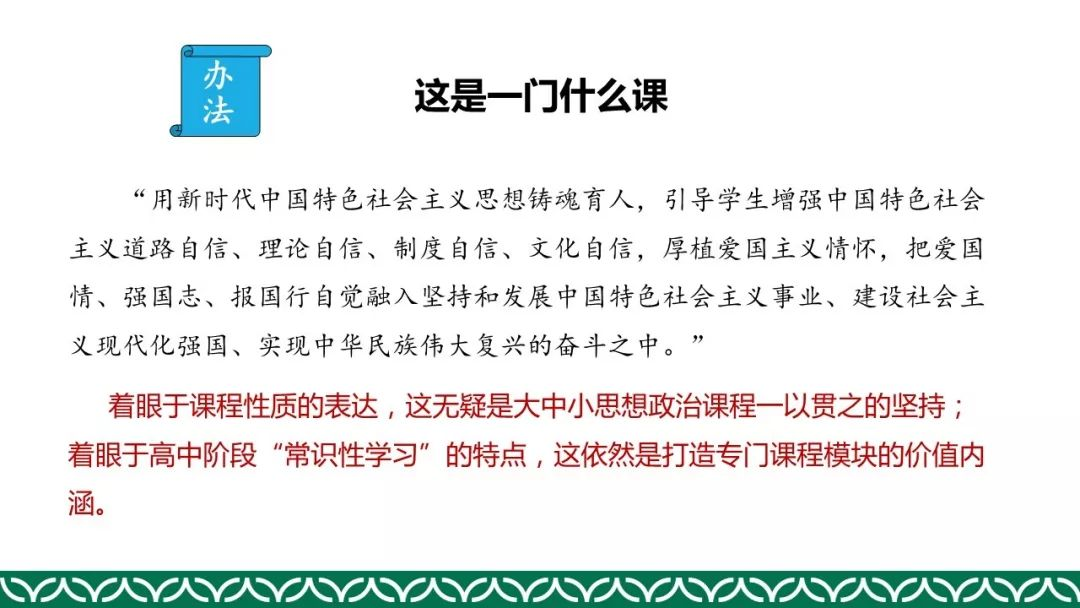 办
法
这是一门什么课
“用新时代中国特色社会主义思想铸魂育人，引导学生增强中国特色社会
主义道路自信、理论自信、制度自信、文化自信，厚植爱国主义情怀，把爱国
情、强国志、报国行自觉融入坚持和发展中国特色社会主义事业、建设社会主
义现代化强国、实现中华民族伟大复兴的奋斗之中。”
着眼于课程性质的表达，这无疑是大中小思想政治课程一以贯之的坚持；
着眼于高中阶段“常识性学习”的特点，这依然是打造专门课程模块的价值内
涵。